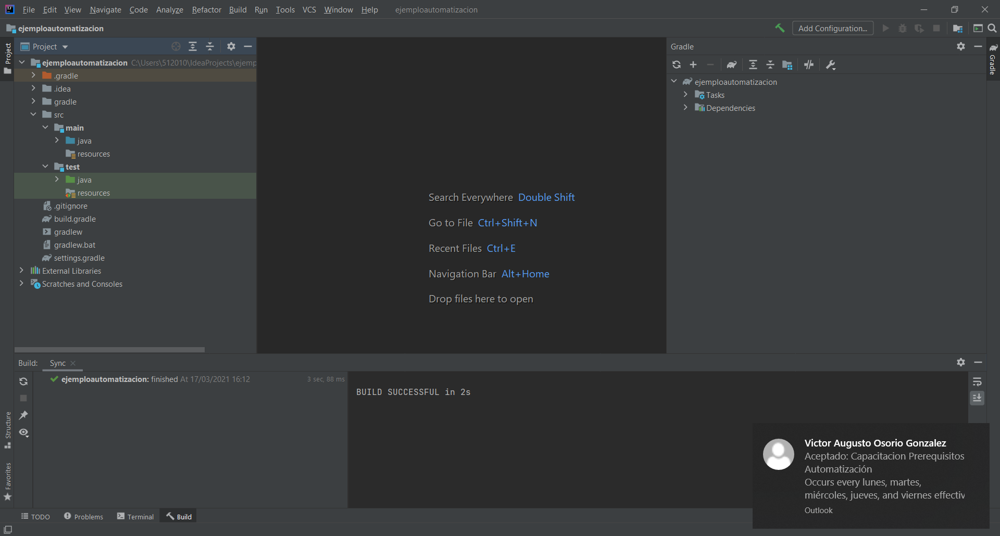 File Edit View Navigate Code Analyze Refactor Build Run Tools VCS Window Help ejemploautomatizacion
ejemploautomatizacion
Add Configuration...
Project
Project
ejemploautomatizacion C:\Users\512010\IdeaProjects\ejemp
.gradle
.idea
gradle
src
main
java
resources
test
java
resources
.gitignore
build.gradle
gradlew
gradlew.bat
settings.gradle
External Libraries
Scratches and Consoles
Search Everywhere Double Shift
Go to File Ctrl+Shift+N
Recent Files Ctrl+E
Navigation Bar Alt+Home
Drop files here to open
Gradle
ejemploautomatizacion
Tasks
Dependencies
Gradle
Build: Sync
ejemploautomatizacion: finished At 17/03/2021 16:12 3 sec, 88 ms
BUILD SUCCESSFUL in 2s
Structure
Favorites
Victor Augusto Osorio Gonzalez
Aceptado: Capacitacion Prerequisitos
Automatización
Occurs every lunes, martes,
miércoles, jueves, and viernes effectiv
Outlook
TODO Problems Terminal Build